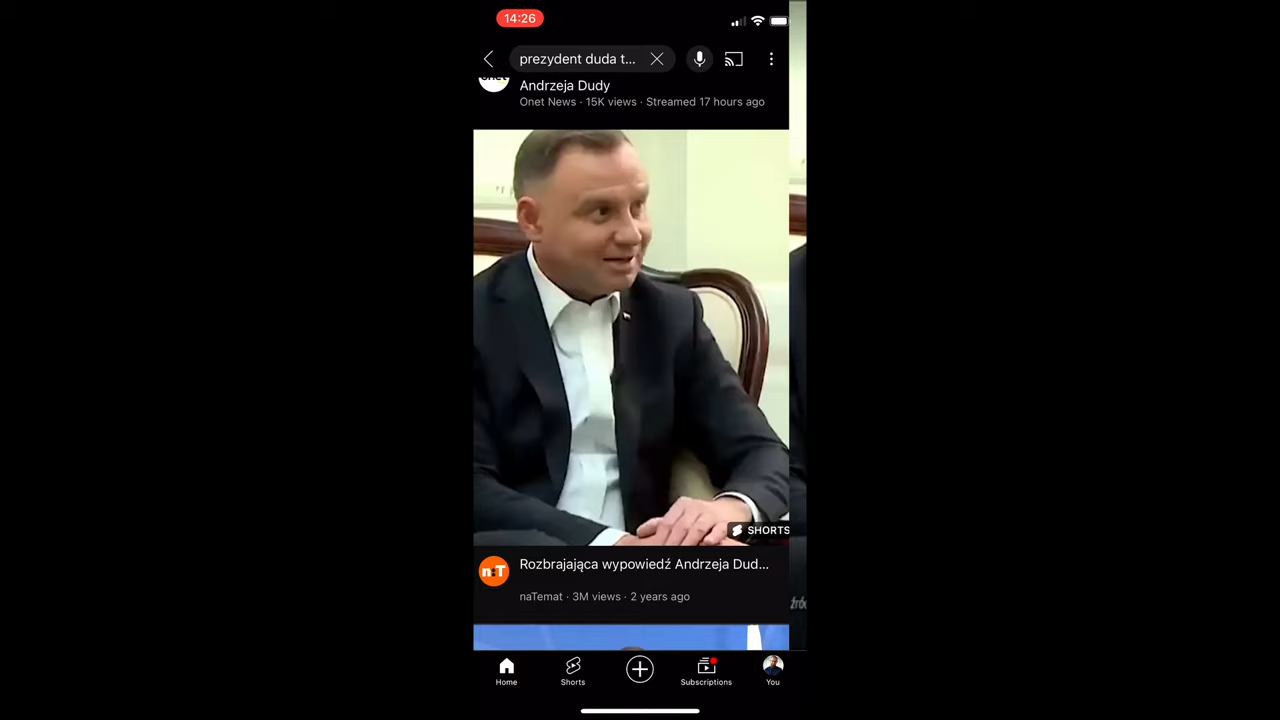 14:26
prezydent duda t...
Andrzeja Dudy
Onet News · 15K views · Streamed 17 hours ago
SHORTS
n:T
Rozbrajająca wypowiedź Andrzeja Dud...
naTemat · 3M views · 2 years ago
Home
Shorts
Subscriptions
You